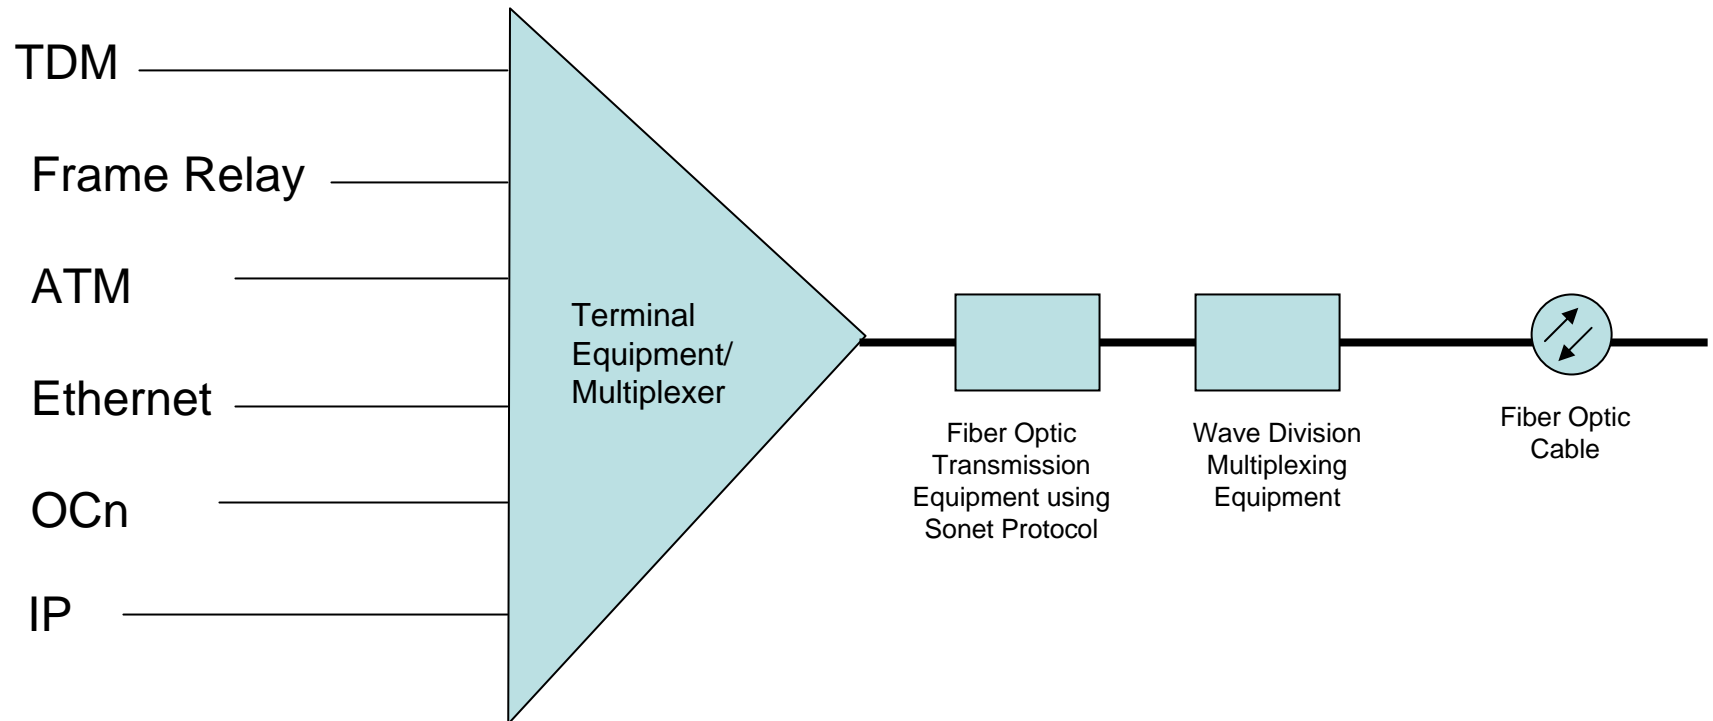 TDM
Frame Relay
ATM
Ethernet
OCn
IP
Terminal
Equipment/
Multiplexer
Fiber Optic
Transmission
Equipment using
Sonet Protocol
Wave Division
Multiplexing
Equipment
Fiber Optic
Cable